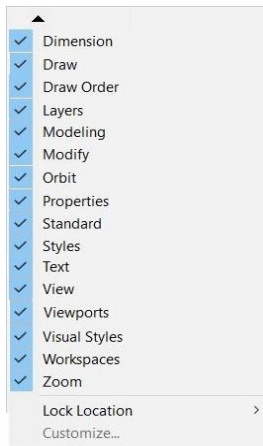 Dimension
Draw
Draw Order
Layers
Modeling
Modify
Orbit
Properties
Standard
Styles
Text
View
Viewports
Visual Styles
Workspaces
Zoom
Lock Location
Customize...